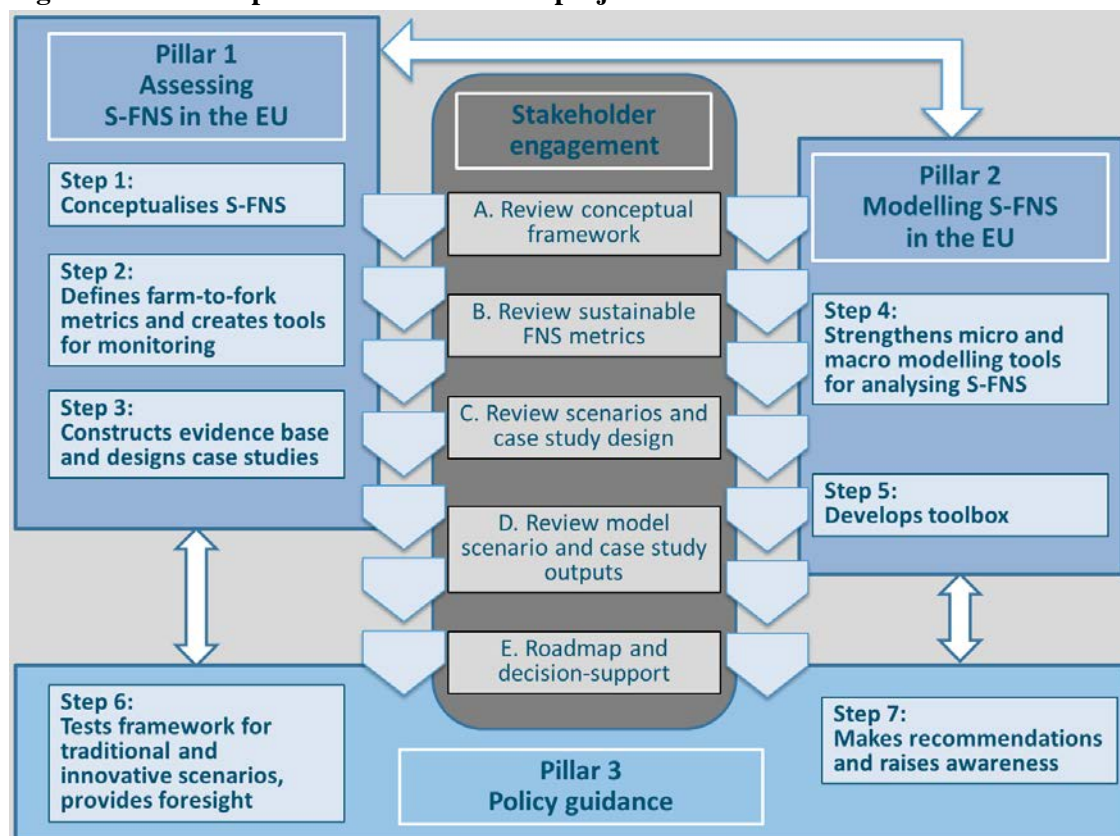 Pillar 1
Assessing
S-FNS in the EU
Step 1:
Conceptualises S-FNS
Step 2:
Defines farm-to-fork
metrics and creates tools
for monitoring
Step 3:
Constructs evidence base
and designs case studies
Stakeholder
engagement
A. Review conceptual
framework
B. Review sustainable
FNS metrics
C. Review scenarios and
case study design
D. Review model
scenario and case study
outputs
E. Roadmap and
decision-support
Pillar 2
Modelling S-FNS
in the EU
Step 4:
Strengthens micro and
macro modelling tools
for analysing S-FNS
Step 5:
Develops toolbox
Step 6:
Tests framework for
traditional and
innovative scenarios,
provides foresight
Pillar 3
Policy guidance
Step 7:
Makes recommendations
and raises awareness